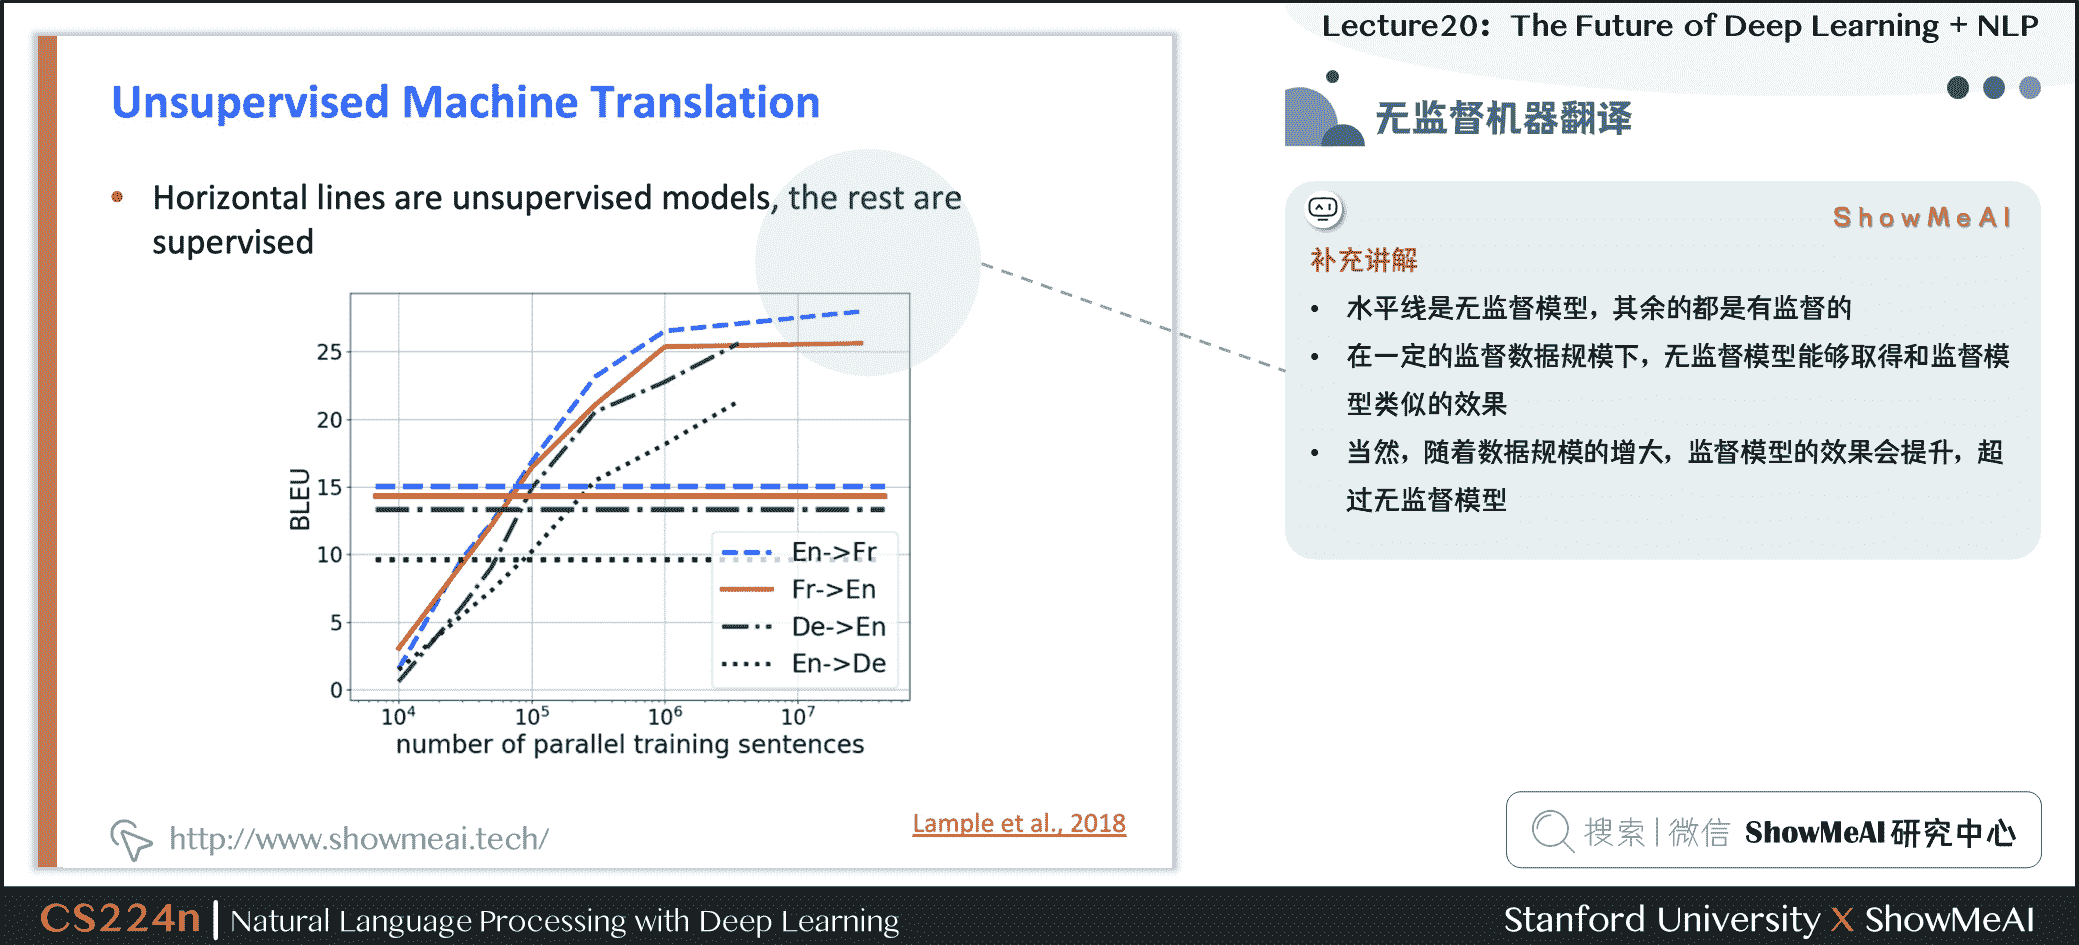 Lecture20：The Future of Deep Learning + NLP
Unsupervised Machine Translation
• Horizontal lines are unsupervised models, the rest are
supervised
BLEU
25
20
15
10
5
0
10⁴ 10⁵ 10⁶ 10⁷
number of parallel training sentences
En->Fr
Fr->En
De->En
En->De
Lample et al., 2018
http://www.showmeai.tech/
无监督机器翻译
ShowMeAI
补充讲解
• 水平线是无监督模型，其余的都是有监督的
• 在一定的监督数据规模下，无监督模型能够取得和监督模
型类似的效果
• 当然，随着数据规模的增大，监督模型的效果会提升，超
过无监督模型
搜索 | 微信 ShowMeAI 研究中心
CS224n | Natural Language Processing with Deep Learning
Stanford University X ShowMeAI